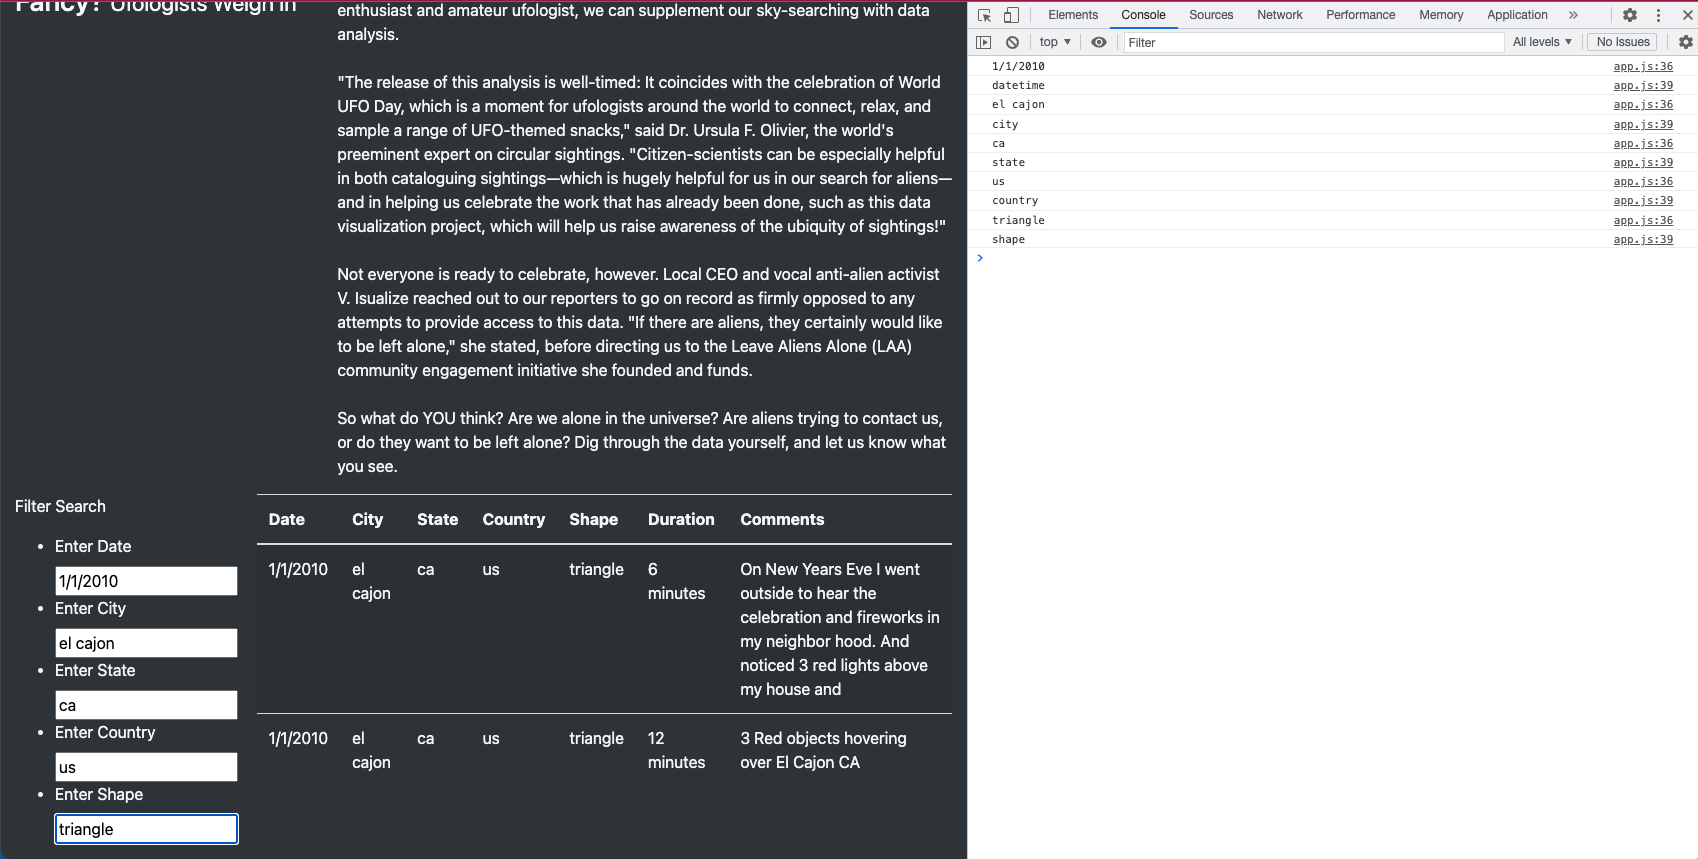 Fancy? Ufologists Weigh In
enthusiast and amateur ufologist, we can supplement our sky-searching with data
analysis.
"The release of this analysis is well-timed: It coincides with the celebration of World
UFO Day, which is a moment for ufologists around the world to connect, relax, and
sample a range of UFO-themed snacks," said Dr. Ursula F. Olivier, the world's
preeminent expert on circular sightings. "Citizen-scientists can be especially helpful
in both cataloguing sightings—which is hugely helpful for us in our search for aliens—
and in helping us celebrate the work that has already been done, such as this data
visualization project, which will help us raise awareness of the ubiquity of sightings!"
Not everyone is ready to celebrate, however. Local CEO and vocal anti-alien activist
V. Isualize reached out to our reporters to go on record as firmly opposed to any
attempts to provide access to this data. "If there are aliens, they certainly would like
to be left alone," she stated, before directing us to the Leave Aliens Alone (LAA)
community engagement initiative she founded and funds.
So what do YOU think? Are we alone in the universe? Are aliens trying to contact us,
or do they want to be left alone? Dig through the data yourself, and let us know what
you see.
Filter Search
• Enter Date
1/1/2010
• Enter City
el cajon
• Enter State
ca
• Enter Country
us
• Enter Shape
triangle
Date City State Country Shape Duration Comments
1/1/2010 el ca us triangle 6 On New Years Eve I went
cajon minutes outside to hear the
celebration and fireworks in
my neighbor hood. And
noticed 3 red lights above
my house and
1/1/2010 el ca us triangle 12 3 Red objects hovering
cajon minutes over El Cajon CA
Elements Console Sources Network Performance Memory Application »
top ▼ Filter All levels ▼ No Issues
1/1/2010 app.js:36
datetime app.js:39
el cajon app.js:36
city app.js:39
ca app.js:36
state app.js:39
us app.js:36
country app.js:39
triangle app.js:36
shape app.js:39
>